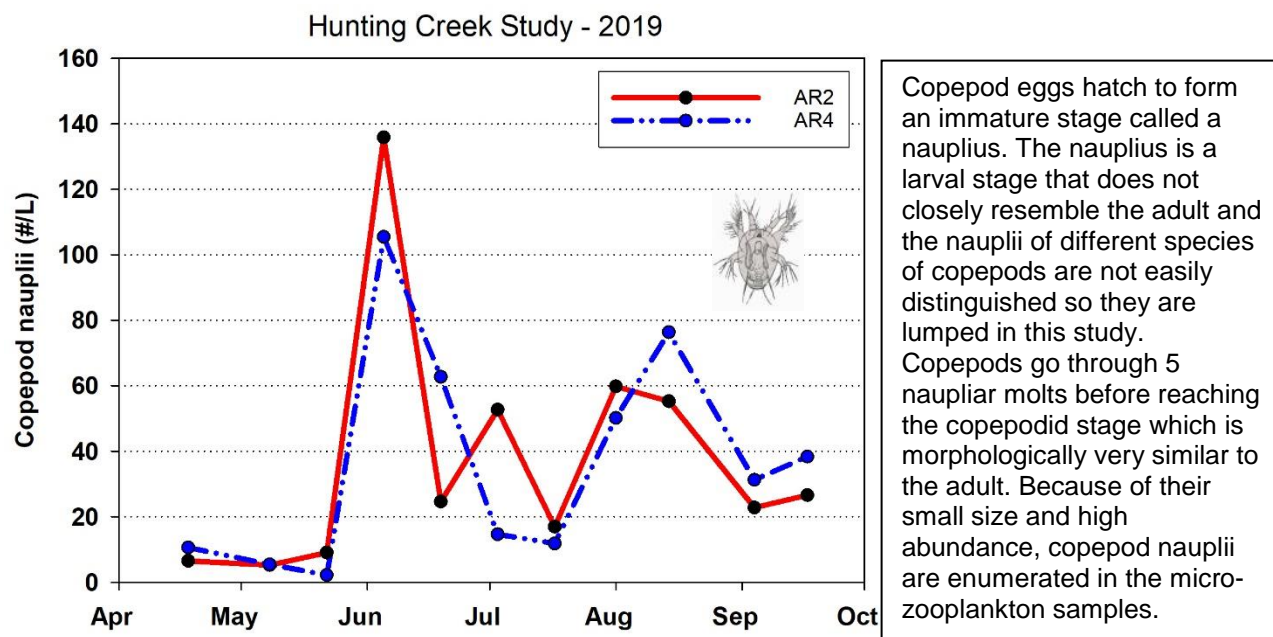 Hunting Creek Study - 2019
160
140
120
100
80
60
40
20
0
Copepod nauplii (#/L)
Apr May Jun Jul Aug Sep Oct
AR2
AR4
Copepod eggs hatch to form
an immature stage called a
nauplius. The nauplius is a
larval stage that does not
closely resemble the adult and
the nauplii of different species
of copepods are not easily
distinguished so they are
lumped in this study.
Copepods go through 5
naupliar molts before reaching
the copepodid stage which is
morphologically very similar to
the adult. Because of their
small size and high
abundance, copepod nauplii
are enumerated in the micro-
zooplankton samples.